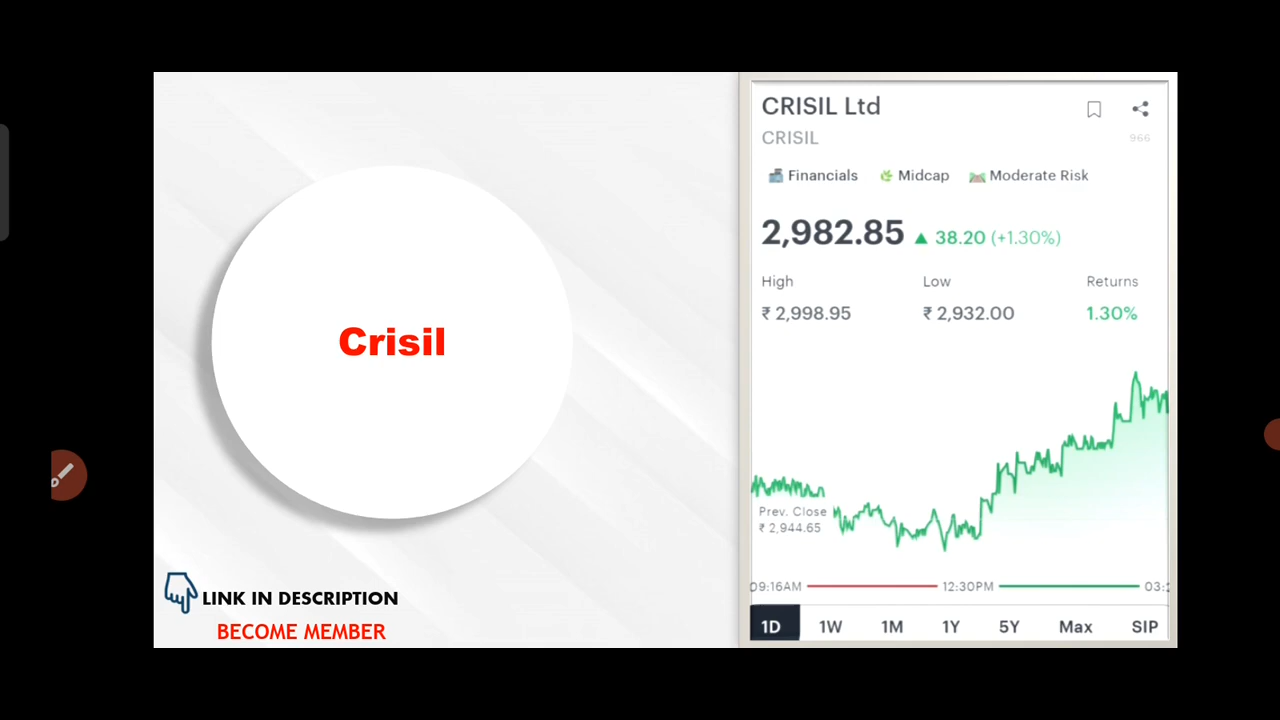 Crisil
LINK IN DESCRIPTION
BECOME MEMBER
CRISIL Ltd
CRISIL
966
Financials Midcap Moderate Risk
2,982.85 ▲ 38.20 (+1.30%)
High Low Returns
₹ 2,998.95 ₹ 2,932.00 1.30%
Prev. Close
₹ 2,944.65
09:16AM 12:30PM 03:
1D 1W 1M 1Y 5Y Max SIP